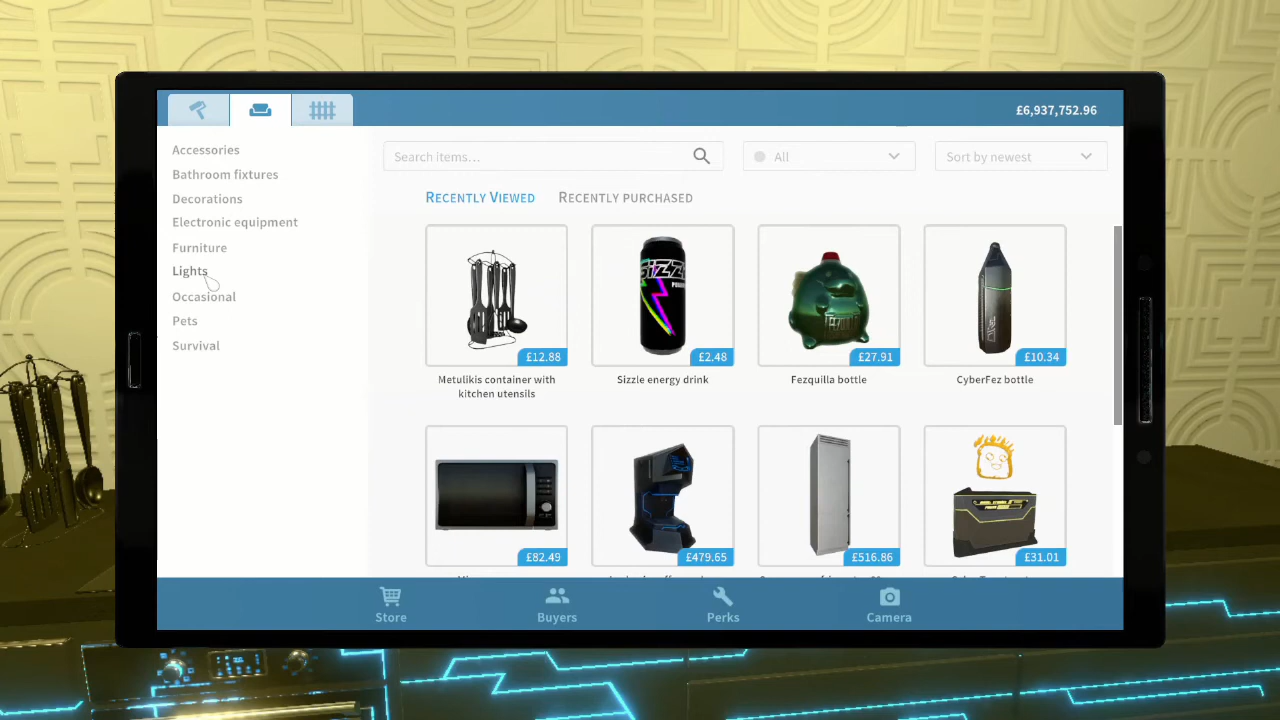 £6,937,752.96
Accessories
Bathroom fixtures
Decorations
Electronic equipment
Furniture
Lights
Occasional
Pets
Survival
Search items...
All
Sort by newest
RECENTLY VIEWED
RECENTLY PURCHASED
SIZZL
£12.88
£2.48
£27.91
£10.34
Metulikis container with
kitchen utensils
Sizzle energy drink
Fezquilla bottle
CyberFez bottle
£82.49
£479.65
£516.86
£31.01
Store
Buyers
Perks
Camera